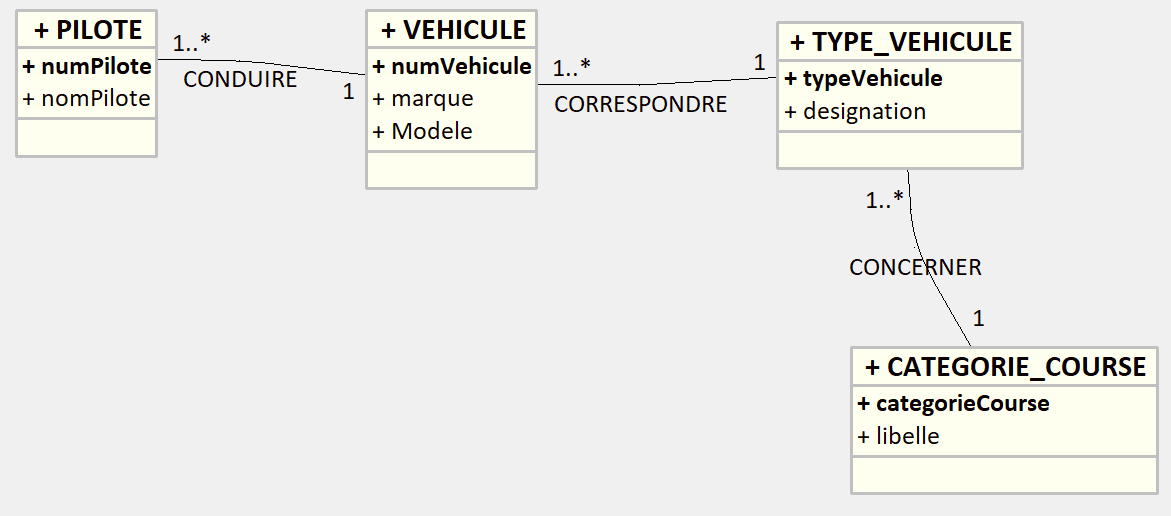 + PILOTE
+ numPilote
+ nomPilote
1..*
CONDUIRE
1
+ VEHICULE
+ numVehicule
+ marque
+ Modele
1..*
CORRESPONDRE
1
+ TYPE_VEHICULE
+ typeVehicule
+ designation
1..*
CONCERNER
1
+ CATEGORIE_COURSE
+ categorieCourse
+ libelle